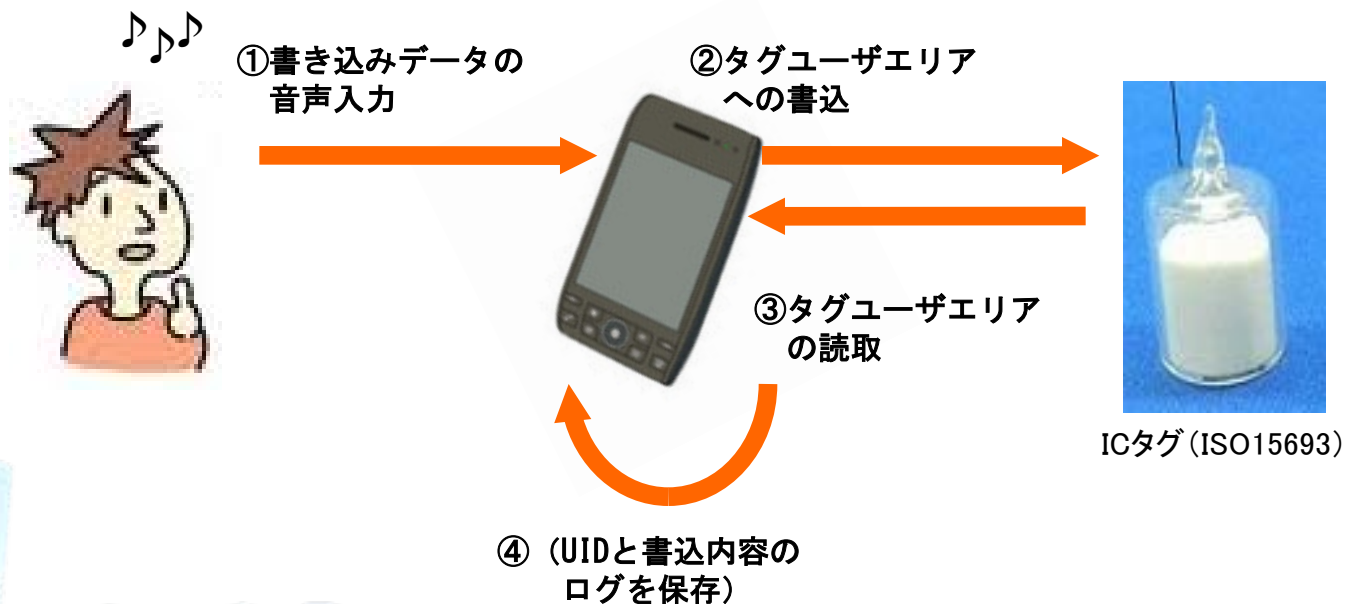 ①書き込みデータの
音声入力
②タグユーザエリア
への書込
③タグユーザエリア
の読取
ICタグ(ISO15693)
④ (UIDと書込内容の
ログを保存)